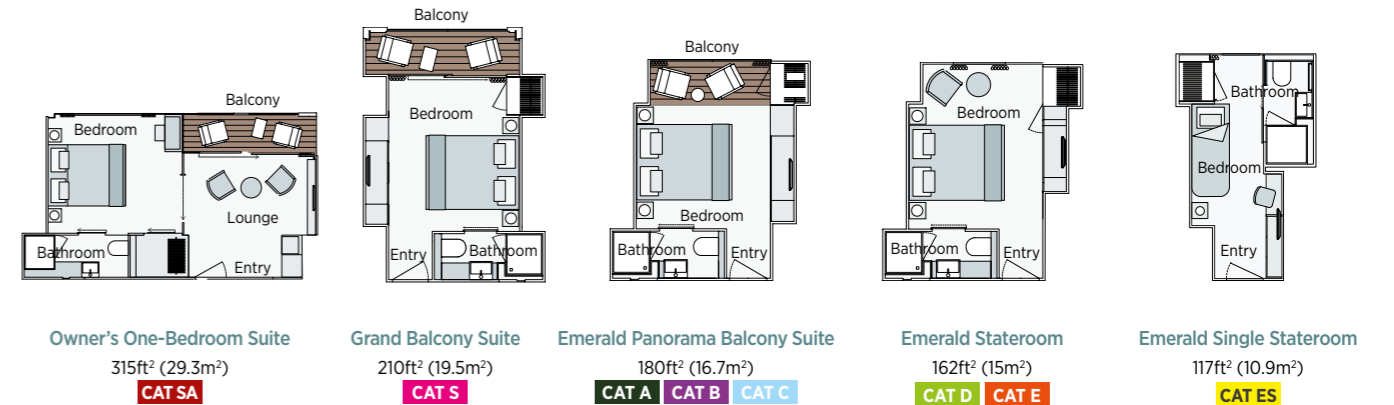 Balcony
Bedroom
Lounge
Bathroom
Entry
Owner’s One-Bedroom Suite
315ft² (29.3m²)
CAT SA
Balcony
Bedroom
Entry
Bathroom
Grand Balcony Suite
210ft² (19.5m²)
CAT S
Balcony
Bedroom
Bathroom
Entry
Emerald Panorama Balcony Suite
180ft² (16.7m²)
CAT A CAT B CAT C
Bedroom
Bathroom
Entry
Emerald Stateroom
162ft² (15m²)
CAT D CAT E
Bathroom
Bedroom
Entry
Emerald Single Stateroom
117ft² (10.9m²)
CAT ES